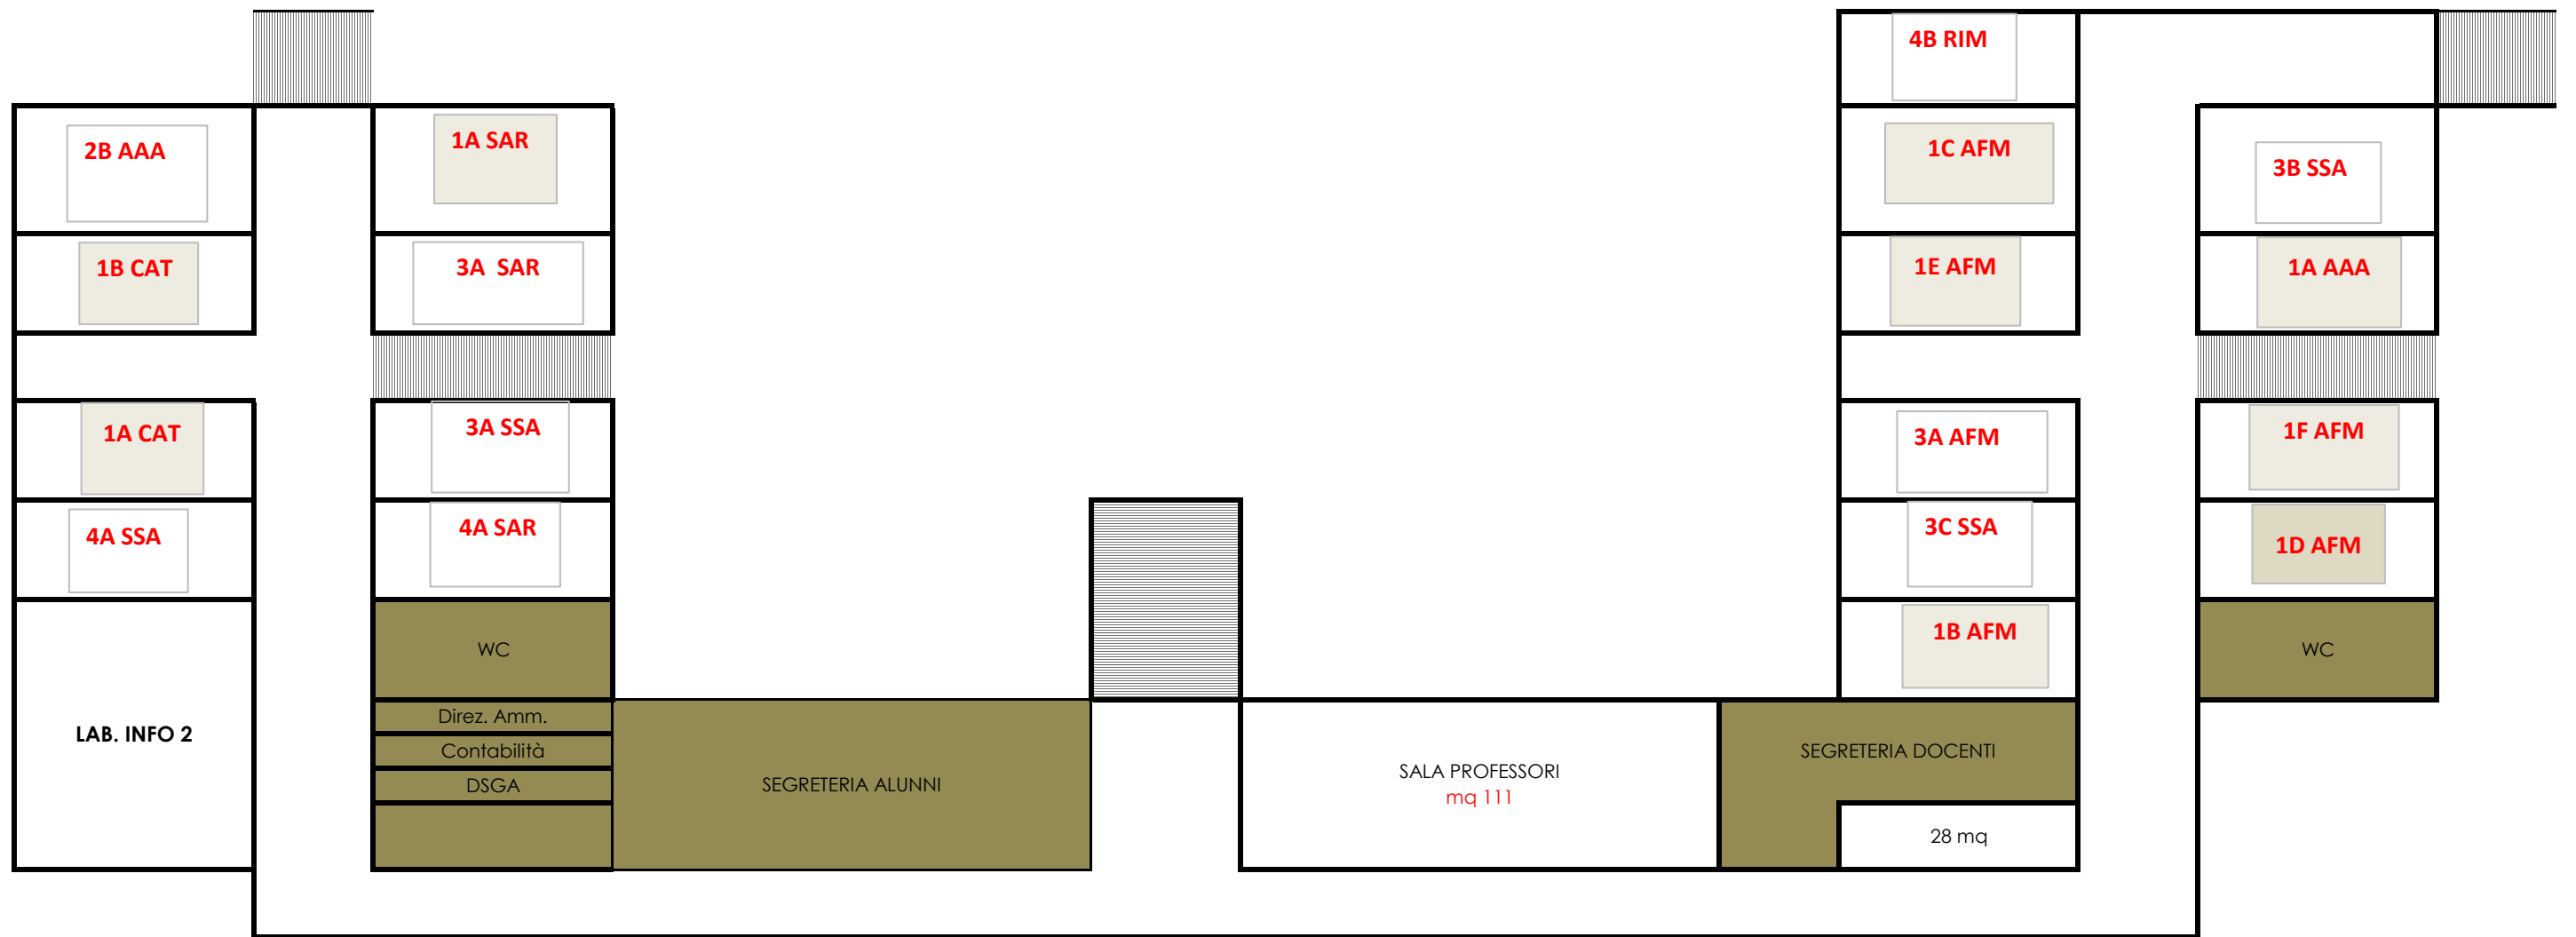 4B RIM
2B AAA
1A SAR
1C AFM
3B SSA
1B CAT
3A  SAR
1E AFM
1A AAA
1A CAT
3A SSA
3A AFM
1F AFM
4A SSA
4A SAR
3C SSA
1D AFM
WC
1B AFM
WC
LAB. INFO 2
Direz. Amm.
Contabilità
DSGA
SEGRETERIA ALUNNI
SALA PROFESSORI
mq 111
SEGRETERIA DOCENTI
28 mq